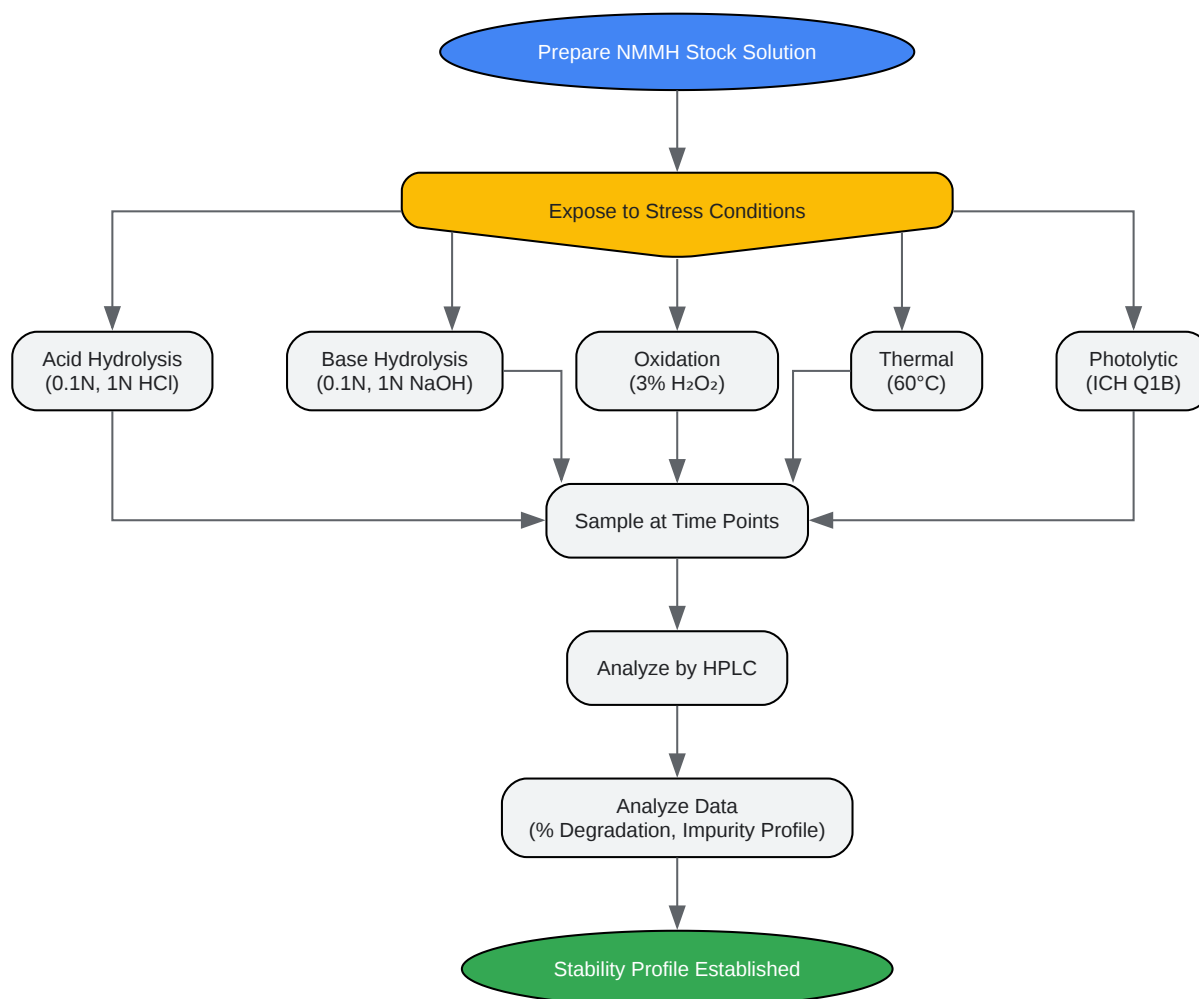 Prepare NMMH Stock Solution
Expose to Stress Conditions
Acid Hydrolysis
(0.1N, 1N HCl)
Base Hydrolysis
(0.1N, 1N NaOH)
Oxidation
(3% H₂O₂)
Thermal
(60°C)
Photolytic
(ICH Q1B)
Sample at Time Points
Analyze by HPLC
Analyze Data
(% Degradation, Impurity Profile)
Stability Profile Established